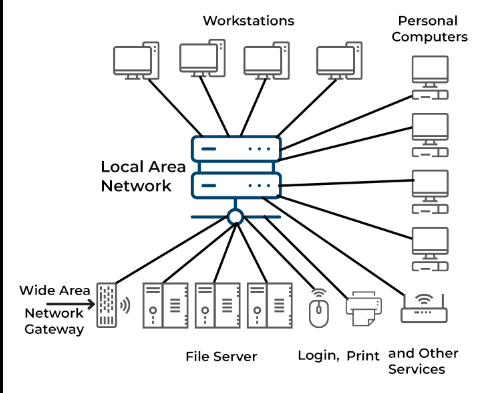 Workstations
Personal
Computers
Local Area
Network
Wide Area
Network
Gateway
File Server
Login, Print and Other
Services